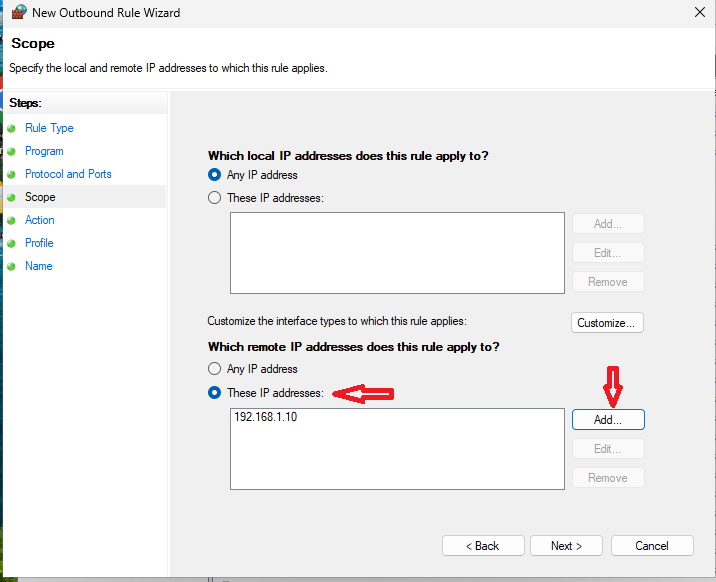 New Outbound Rule Wizard
Scope
Specify the local and remote IP addresses to which this rule applies.
Steps:
Rule Type
Program
Protocol and Ports
Scope
Action
Profile
Name
Which local IP addresses does this rule apply to?
Any IP address
These IP addresses:
Add...
Edit...
Remove
Customize the interface types to which this rule applies:
Customize...
Which remote IP addresses does this rule apply to?
Any IP address
These IP addresses:
192.168.1.10
Add...
Edit...
Remove
< Back
Next >
Cancel